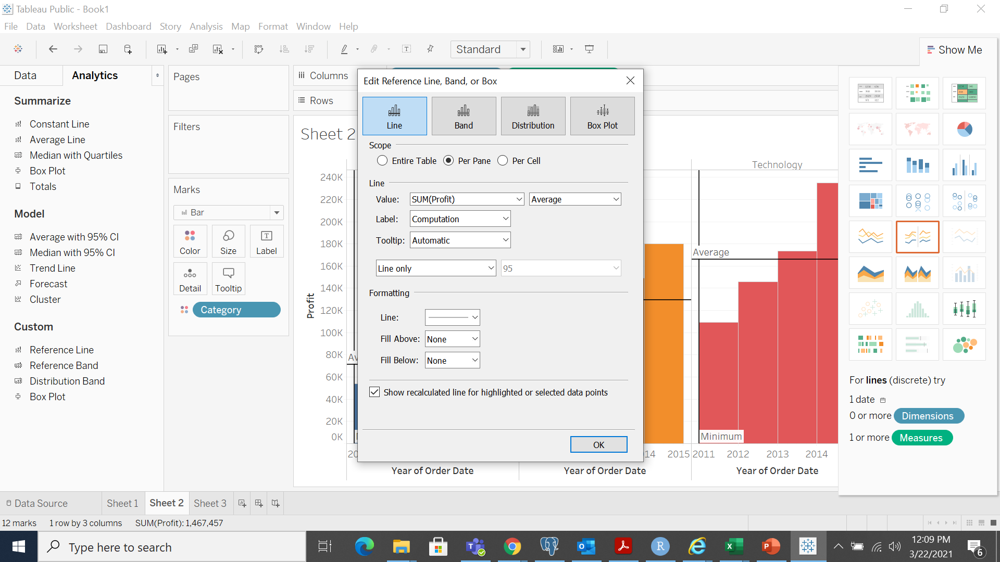 Tableau Public - Book1
File Data Worksheet Dashboard Story Analysis Map Format Window Help
Standard
Show Me
Data Analytics
Pages
Columns
Rows
Summarize
Constant Line
Average Line
Median with Quartiles
Box Plot
Totals
Model
Average with 95% CI
Median with 95% CI
Trend Line
Forecast
Cluster
Custom
Reference Line
Reference Band
Distribution Band
Box Plot
Filters
Marks
Bar
Color Size Label
Detail Tooltip
Category
Sheet 2
Edit Reference Line, Band, or Box
Line Band Distribution Box Plot
Scope
Entire Table Per Pane Per Cell
Line
Value: SUM(Profit) Average
Label: Computation
Tooltip: Automatic
Line only 95
Formatting
Line:
Fill Above: None
Fill Below: None
Show recalculated line for highlighted or selected data points
OK
Technology
240K
220K
200K
180K
160K
140K
120K
100K
80K
60K
40K
20K
0K
Profit
Average
Minimum
14 2015 2011 2012 2013 2014
Year of Order Date Year of Order Date Year of Order Date
For lines (discrete) try
1 date
0 or more Dimensions
1 or more Measures
Data Source Sheet 1 Sheet 2 Sheet 3
12 marks 1 row by 3 columns SUM(Profit): 1,467,457
Type here to search
12:09 PM
3/22/2021
6